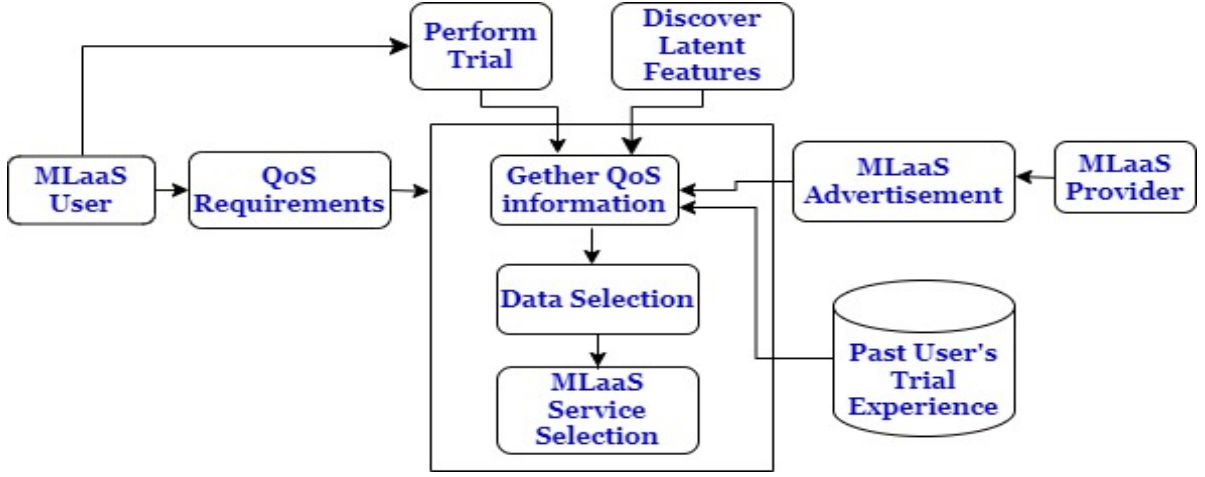 Perform
Trial
Discover
Latent
Features
MLaaS
User
QoS
Requirements
Gether QoS
information
MLaaS
Advertisement
MLaaS
Provider
Data Selection
MLaaS
Service
Selection
Past User's
Trial
Experience